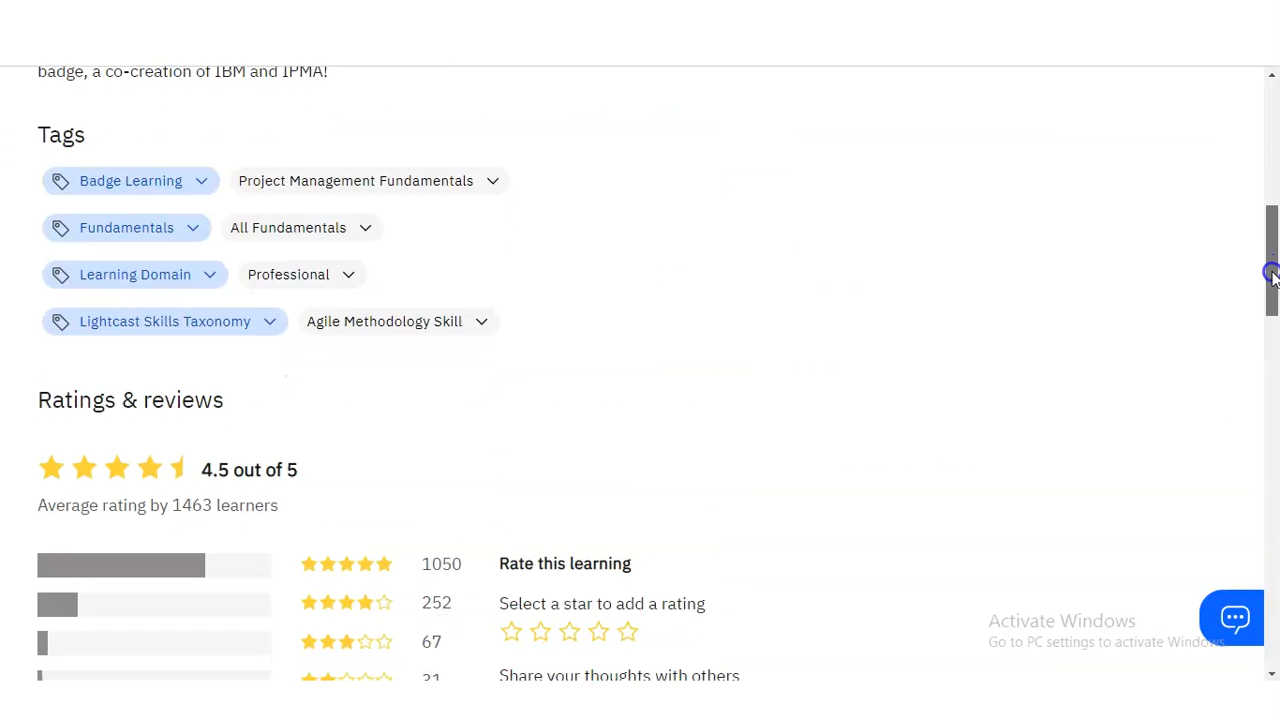 badge, a co-creation of IBM and IPMA!
Tags
Badge Learning Project Management Fundamentals
Fundamentals All Fundamentals
Learning Domain Professional
Lightcast Skills Taxonomy Agile Methodology Skill
Ratings & reviews
4.5 out of 5
Average rating by 1463 learners
1050 Rate this learning
252 Select a star to add a rating
67
31 Share your thoughts with others
Activate Windows
Go to PC settings to activate Windows.